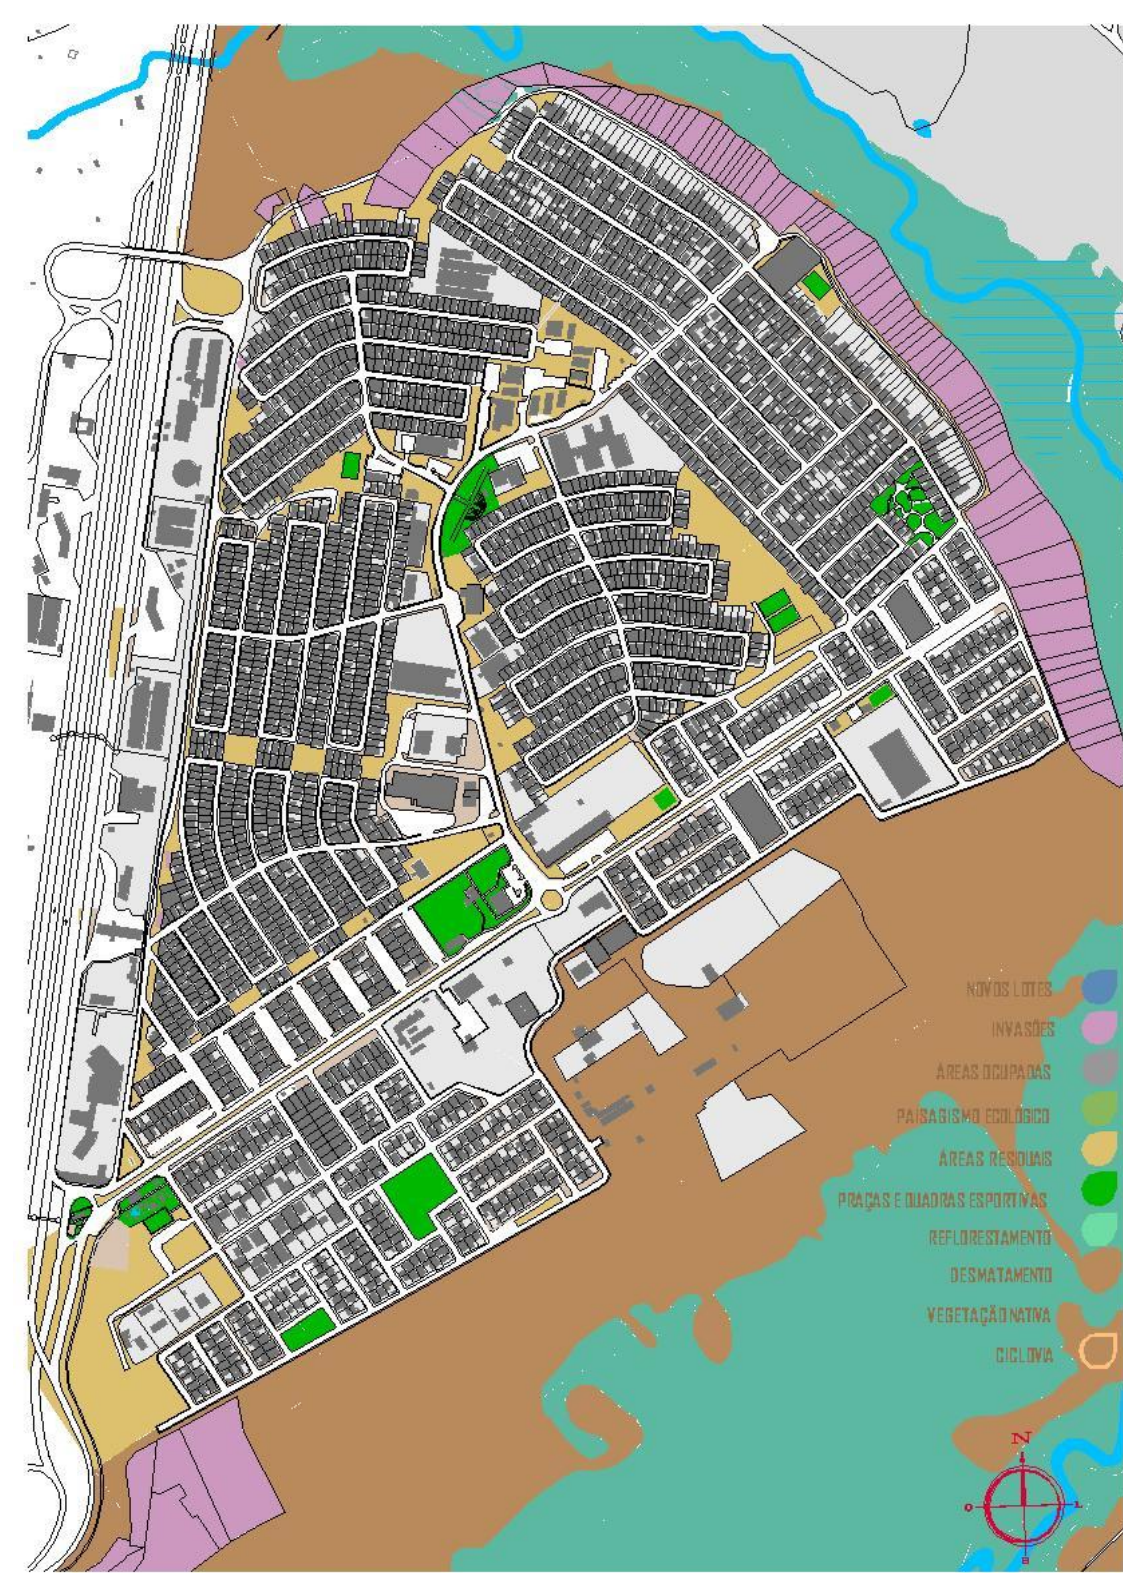 NOVOS LOTES
INVASÕES
ÁREAS OCUPADAS
PAISAGISMO ECOLÓGICO
ÁREAS RESIDUAIS
PRAÇAS E QUADRAS ESPORTIVAS
REFLORESTAMENTO
DESMATAMENTO
VEGETAÇÃO NATIVA
CICLOVIA
N
O
L